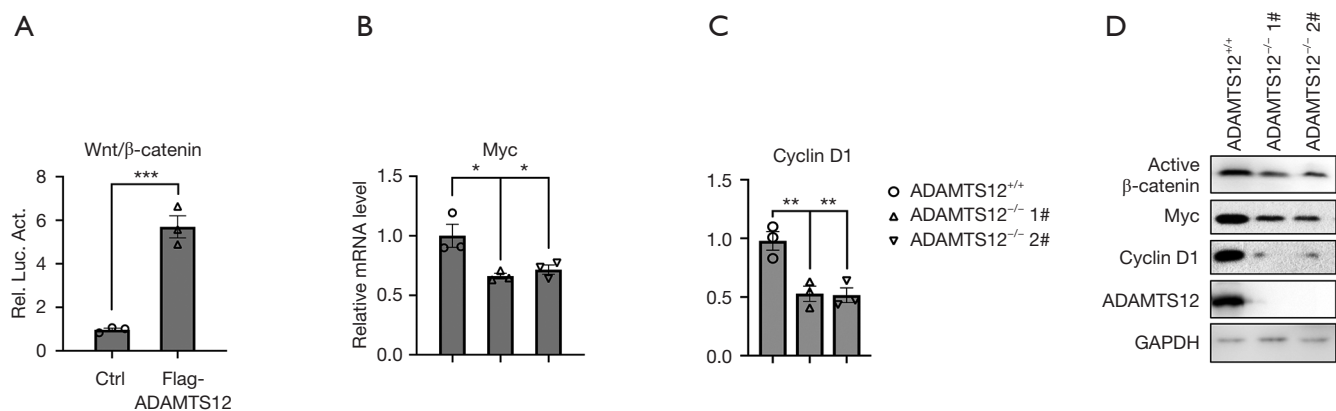 A
Wnt/β-catenin
***
Rel. Luc. Act.
8
6
4
2
0
Ctrl
Flag-
ADAMTS12
B
Myc
* *
Relative mRNA level
1.5
1.0
0.5
0.0
C
Cyclin D1
** **
1.5
1.0
0.5
0.0
ADAMTS12+/+
ADAMTS12−/− 1#
ADAMTS12−/− 2#
D
ADAMTS12+/+
ADAMTS12−/− 1#
ADAMTS12−/− 2#
Active
β-catenin
Myc
Cyclin D1
ADAMTS12
GAPDH